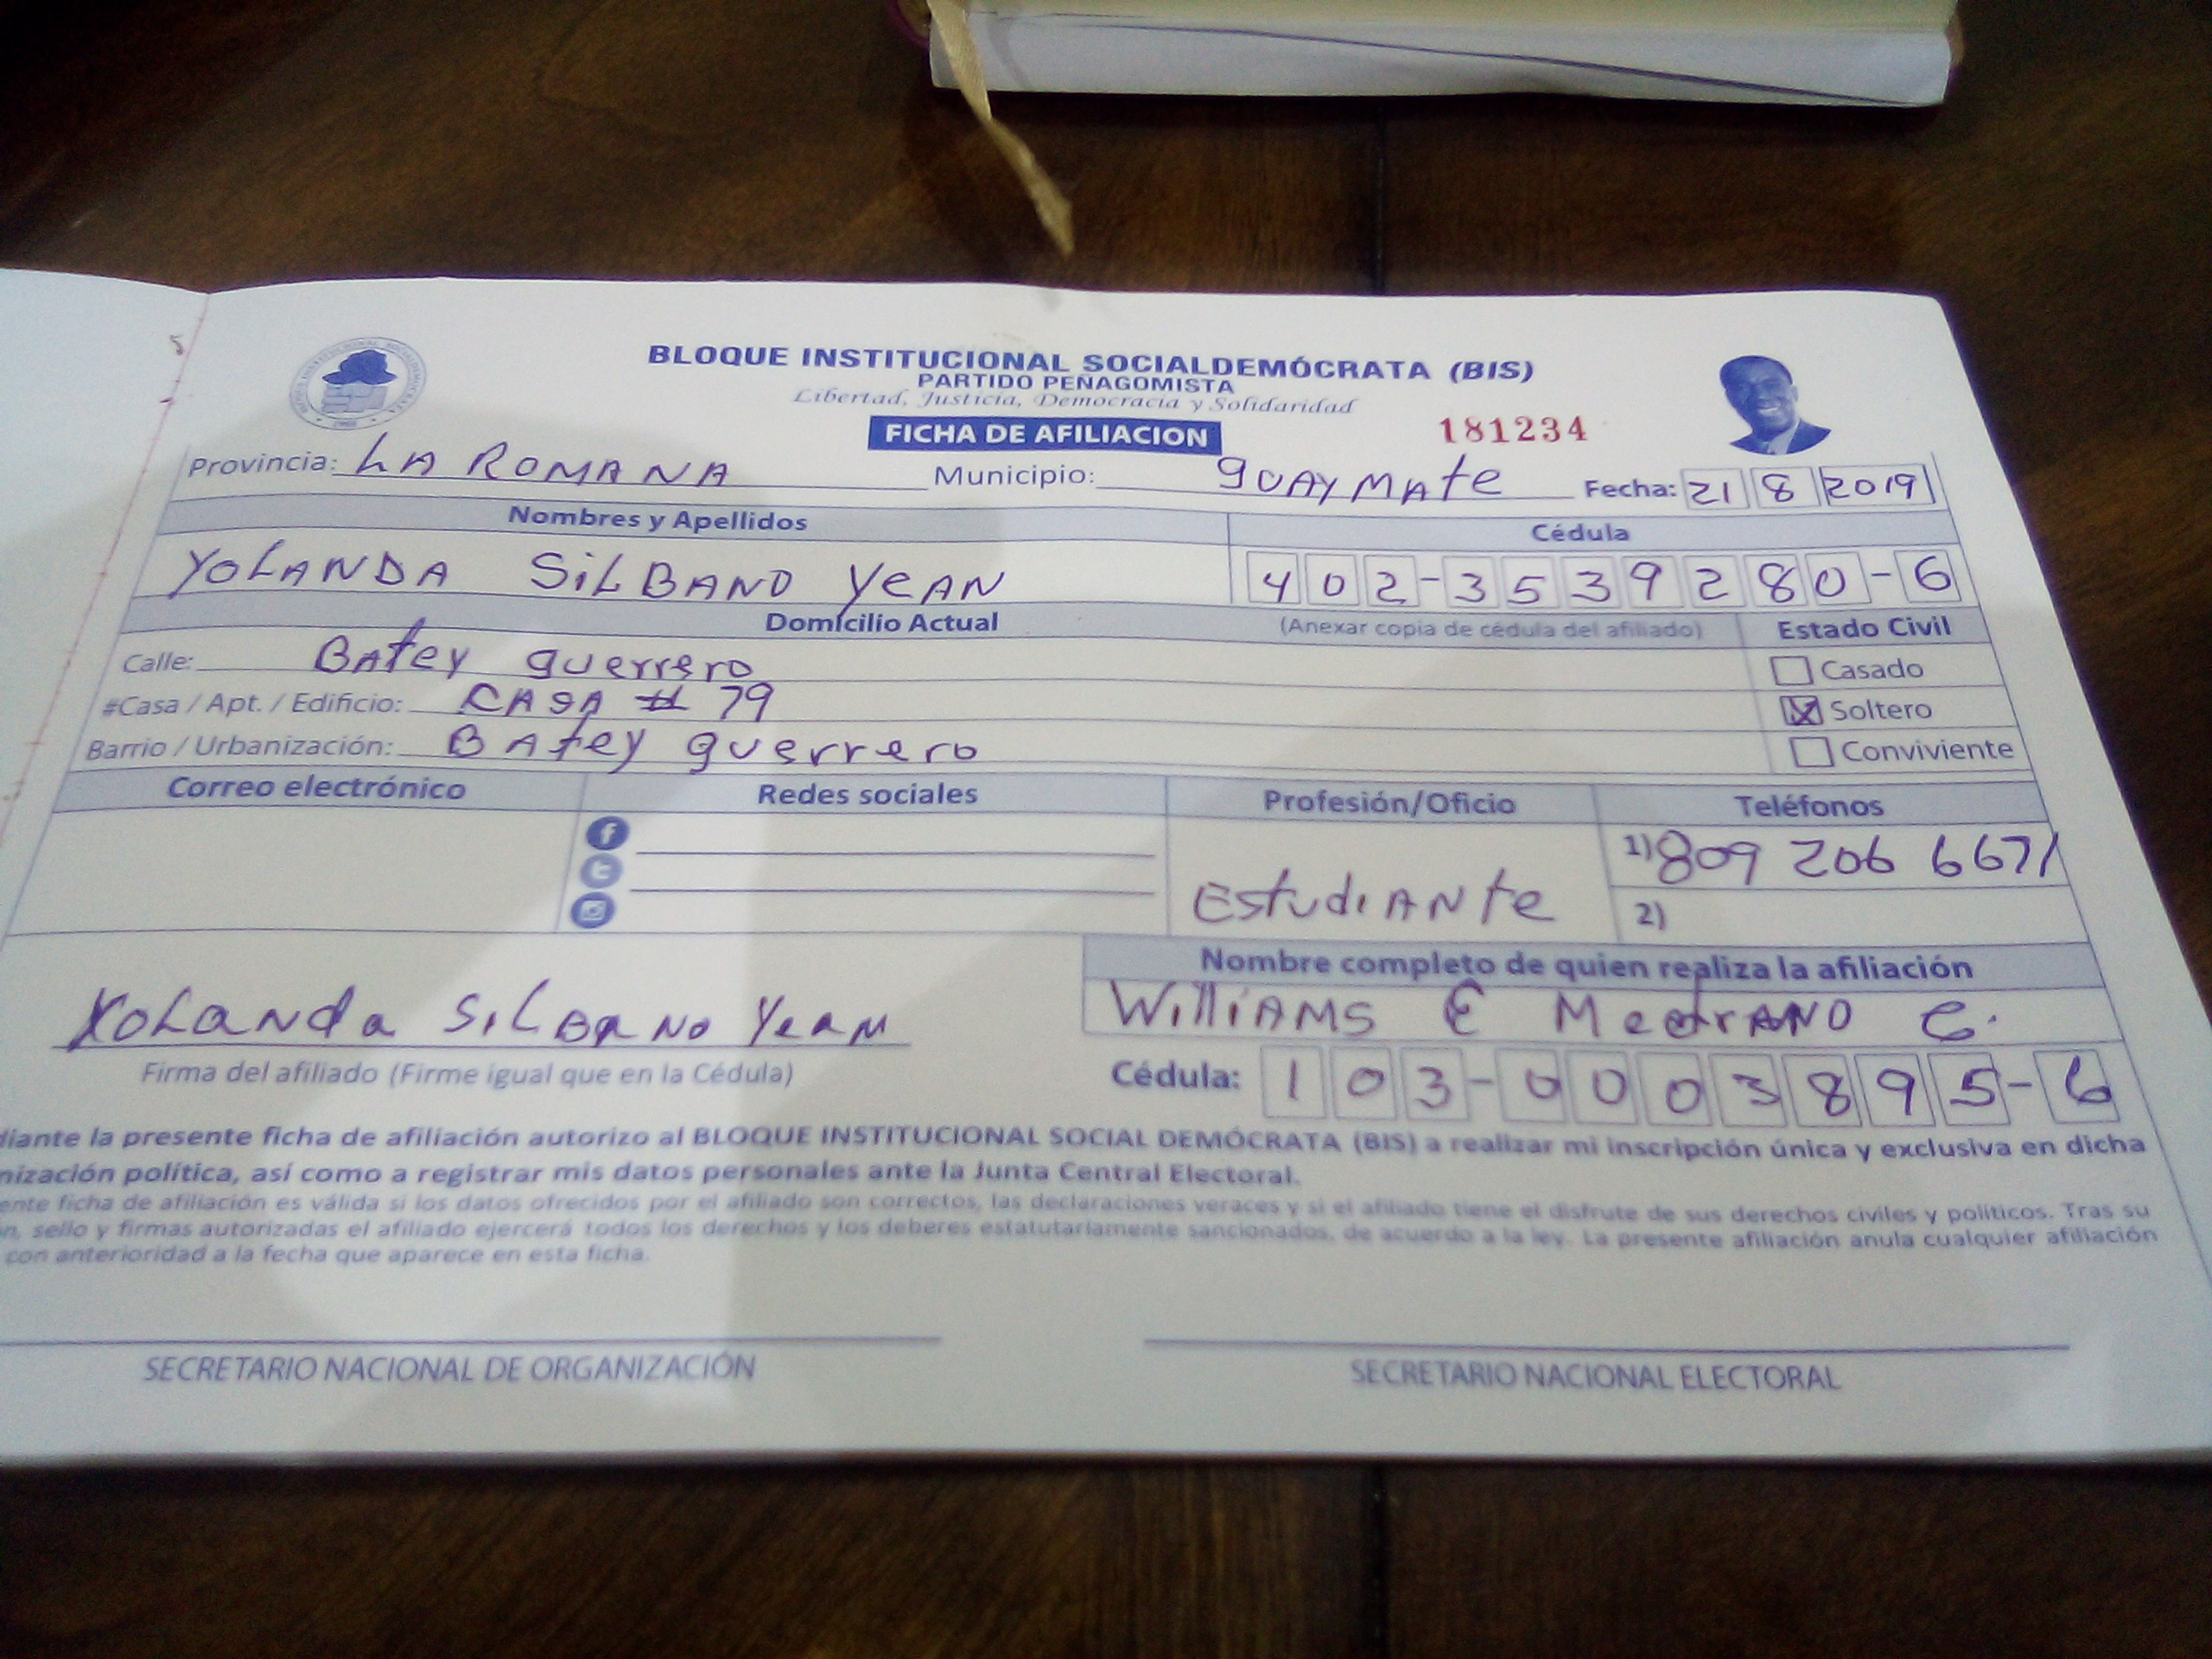 BLOQUE INSTITUCIONAL SOCIALDEMÓCRATA (BIS)
PARTIDO PEÑAGOMISTA
Libertad, Justicia, Democracia y Solidaridad
FICHA DE AFILIACION
181234
Provincia: LA ROMANA Municipio: guAYMAte Fecha: 21 8 2019
Nombres y Apellidos Cédula
YOLANDA SiLBANO YeAN 402-3539280-6
Domicilio Actual (Anexar copia de cédula del afiliado) Estado Civil
Calle: BAtey guerrero Casado
#Casa / Apt. / Edificio: CASA # 79 Soltero
Barrio / Urbanización: BAtey guerrero Conviviente
Correo electrónico Redes sociales Profesión/Oficio Teléfonos
1) 809 206 6671
EstudiANte
2)
Nombre completo de quien realiza la afiliación
WilliAMS E MedrANO C.
Yolanda SiLBANO YeaN
Firma del afiliado (Firme igual que en la Cédula) Cédula: 103-0003895-6
diante la presente ficha de afiliación autorizo al BLOQUE INSTITUCIONAL SOCIAL DEMÓCRATA (BIS) a realizar mi inscripción única y exclusiva en dicha
nización política, así como a registrar mis datos personales ante la Junta Central Electoral.
ente ficha de afiliación es válida si los datos ofrecidos por el afiliado son correctos, las declaraciones veraces y si el afiliado tiene el disfrute de sus derechos civiles y políticos. Tras su
n, sello y firmas autorizadas el afiliado ejercerá todos los derechos y los deberes estatutariamente sancionados, de acuerdo a la ley. La presente afiliación anula cualquier afiliación
con anterioridad a la fecha que aparece en esta ficha.
SECRETARIO NACIONAL DE ORGANIZACIÓN SECRETARIO NACIONAL ELECTORAL